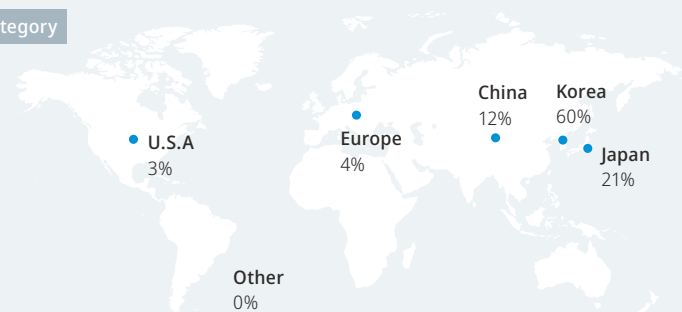 tegory
China
12%
Korea
60%
U.S.A
3%
Europe
4%
Japan
21%
Other
0%